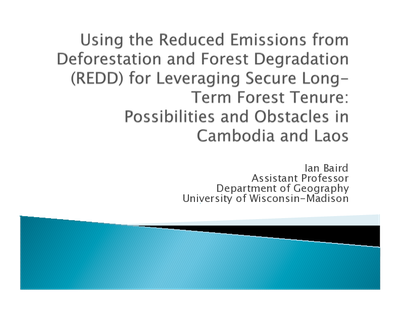 Using the Reduced Emissions from
Deforestation and Forest Degradation
(REDD) for Leveraging Secure Long-
Term Forest Tenure:
Possibilities and Obstacles in
Cambodia and Laos
Ian Baird
Assistant Professor
Department of Geography
University of Wisconsin-Madison